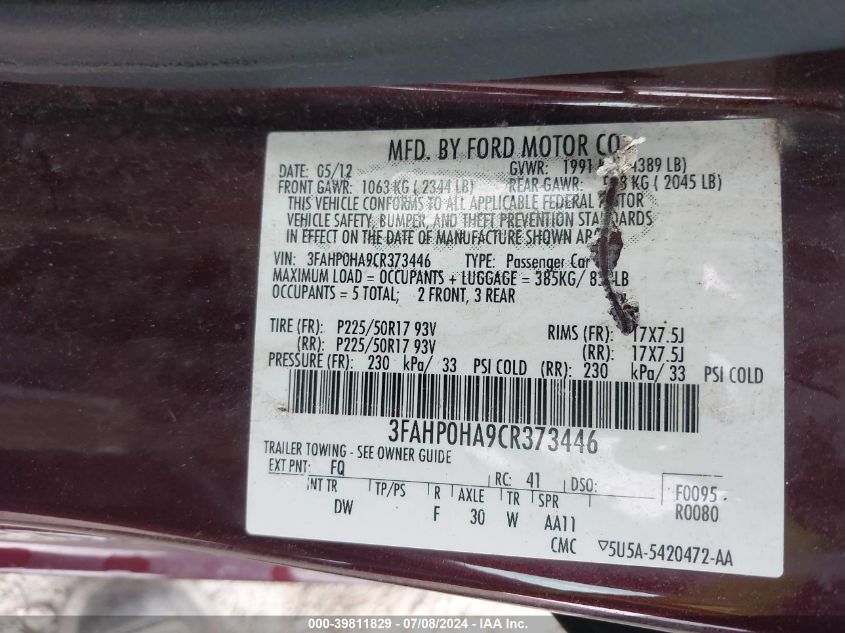 MFD. BY FORD MOTOR CO.
DATE: 05/12 GVWR: 1991 4389 LB)
FRONT GAWR: 1063 KG ( 2344 LB) REAR GAWR: KG ( 2045 LB)
THIS VEHICLE CONFORMS TO ALL APPLICABLE FEDERAL MOTOR
VEHICLE SAFETY, BUMPER, AND THEFT PREVENTION STANDARDS
IN EFFECT ON THE DATE OF MANUFACTURE SHOWN
VIN: 3FAHP0HA9CR373446 TYPE: Passenger Car
MAXIMUM LOAD = OCCUPANTS + LUGGAGE = 385KG/ LB
OCCUPANTS = 5 TOTAL; 2 FRONT, 3 REAR
TIRE (FR): P225/50R17 93V RIMS (FR): 17X7.5J
(RR): P225/50R17 93V (RR): 17X7.5J
PRESSURE (FR): 230 kPa/ 33 PSI COLD (RR): 230 kPa/ 33 PSI COLD
3FAHP0HA9CR373446
TRAILER TOWING - SEE OWNER GUIDE
EXT PNT: FQ RC: 41 DSO: F0095
INT TR TP/PS R AXLE TR SPR R0080
DW F 30 W AA11
CMC ▽5U5A-5420472-AA
000-39811829 - 07/08/2024 - IAAI.com